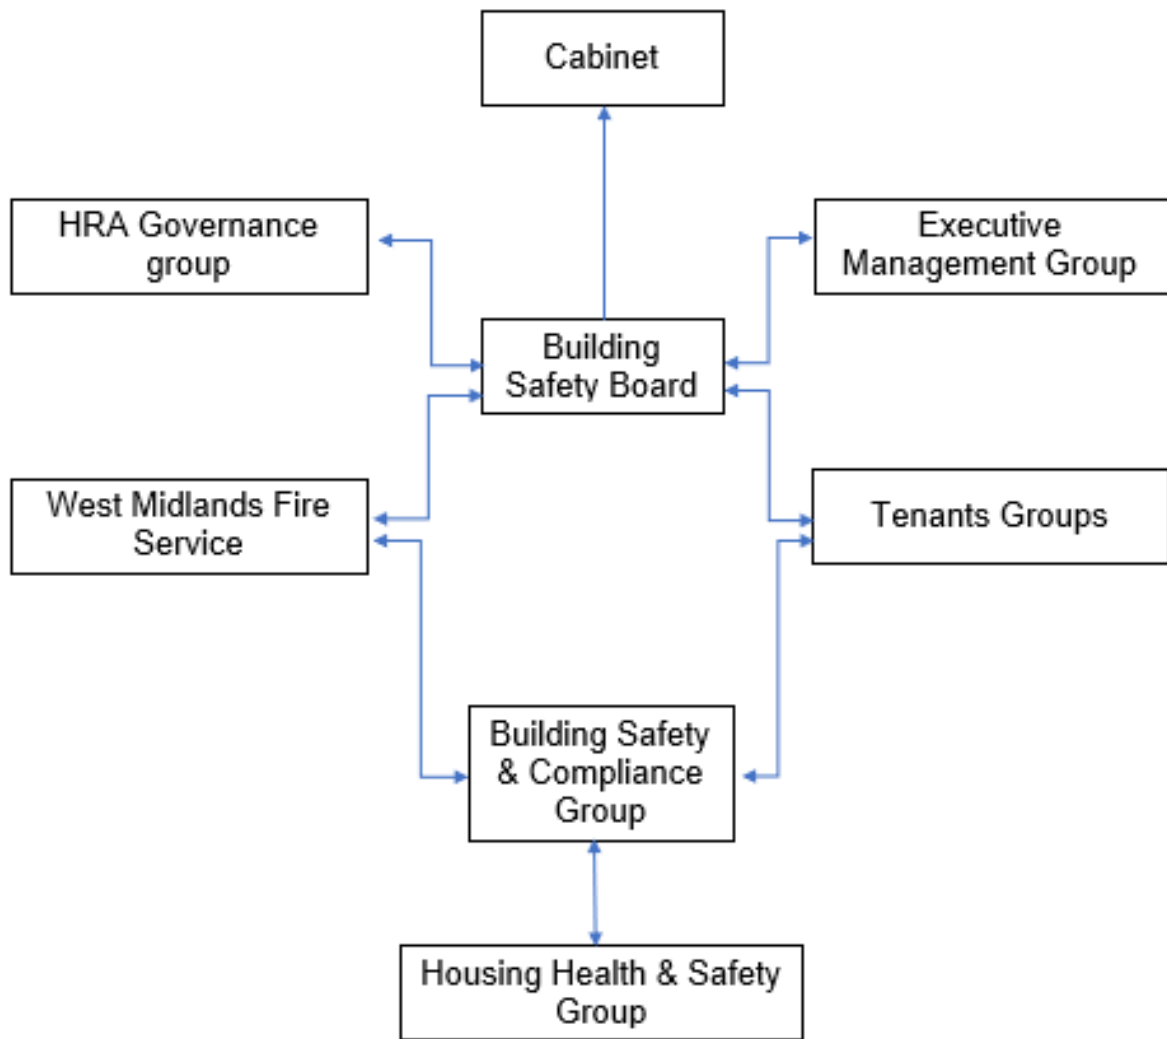 Cabinet
HRA Governance
group
Executive
Management Group
Building
Safety Board
West Midlands Fire
Service
Tenants Groups
Building Safety
& Compliance
Group
Housing Health & Safety
Group